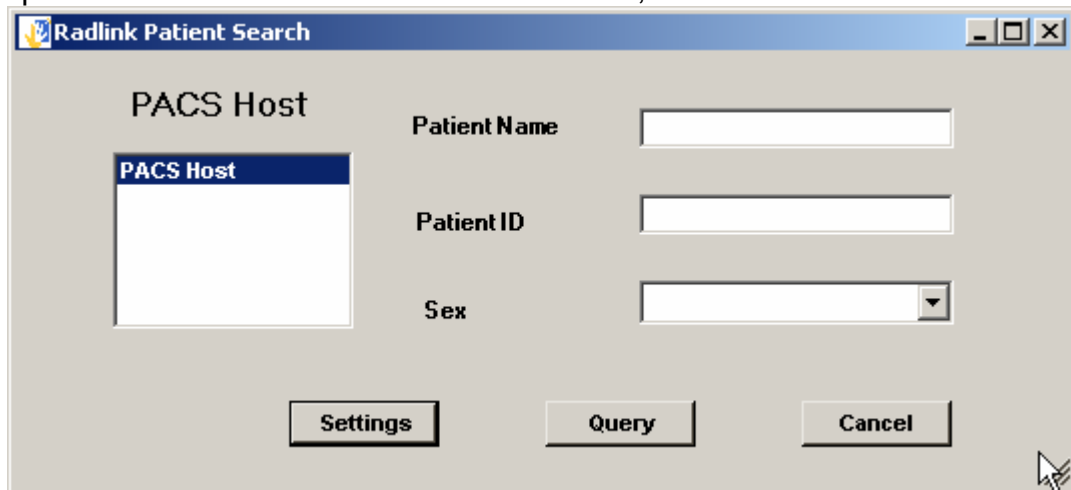 Radlink Patient Search
PACS Host
PACS Host
Patient Name
Patient ID
Sex
Settings Query Cancel